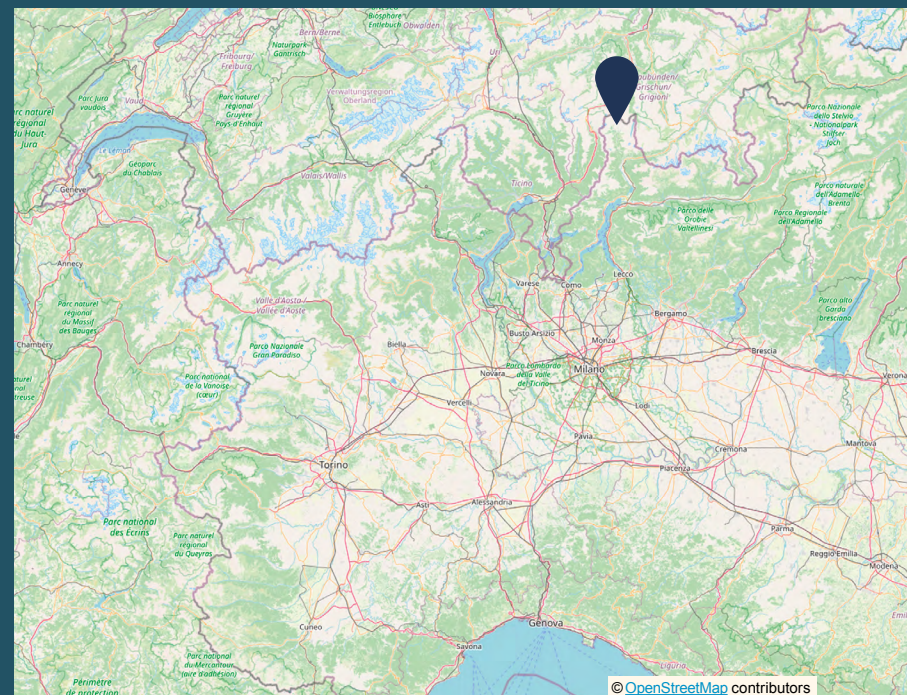 Biosphäre
Entlebuch
Obwalden
Bern/Berne
Naturpark
Gantrisch
Uri
Fribourg/
Freiburg
Graubünden/
Grischun/
Grigioni
Verwaltungsregion
Oberland
Parc Jura
vaudois
Vaud
Parc naturel
régional
Gruyère
Pays-d'Enhaut
Parc naturel
régional
du Haut-
Jura
Parco Nazionale
dello Stelvio
- Nationalpark
Stilfser
Joch
Le Léman
Géoparc
du Chablais
Valais/Wallis
Ticino
Genève
Parco naturale
dell'Adamello-
Brenta
Parco delle
Orobie
Valtellinesi
Parco Regionale
dell'Adamello
Annecy
Lecco
Varese
Como
Parc naturel
régional
du Massif
des Bauges
Valle d'Aosta /
Vallée d'Aoste
Parco alto
Garda
bresciano
Bergamo
Busto Arsizio
Monza
Chambéry
Biella
Parco Nazionale
Gran Paradiso
Brescia
Parco Lombardo
della Valle
del Ticino
Milano
Novara
Verona
Parc national
de la Vanoise
(cœur)
Vercelli
Lodi
Pavia
Cremona
Mantova
Torino
Piacenza
Asti
Alessandria
Parc national
des Écrins
Parma
Parc naturel
régional
du Queyras
Reggio Emilia
Modena
Cuneo
Genova
Savona
Parc national
du Mercantour
(aire d'adhésion)
Liguria
Périmètre
de protection
© OpenStreetMap contributors